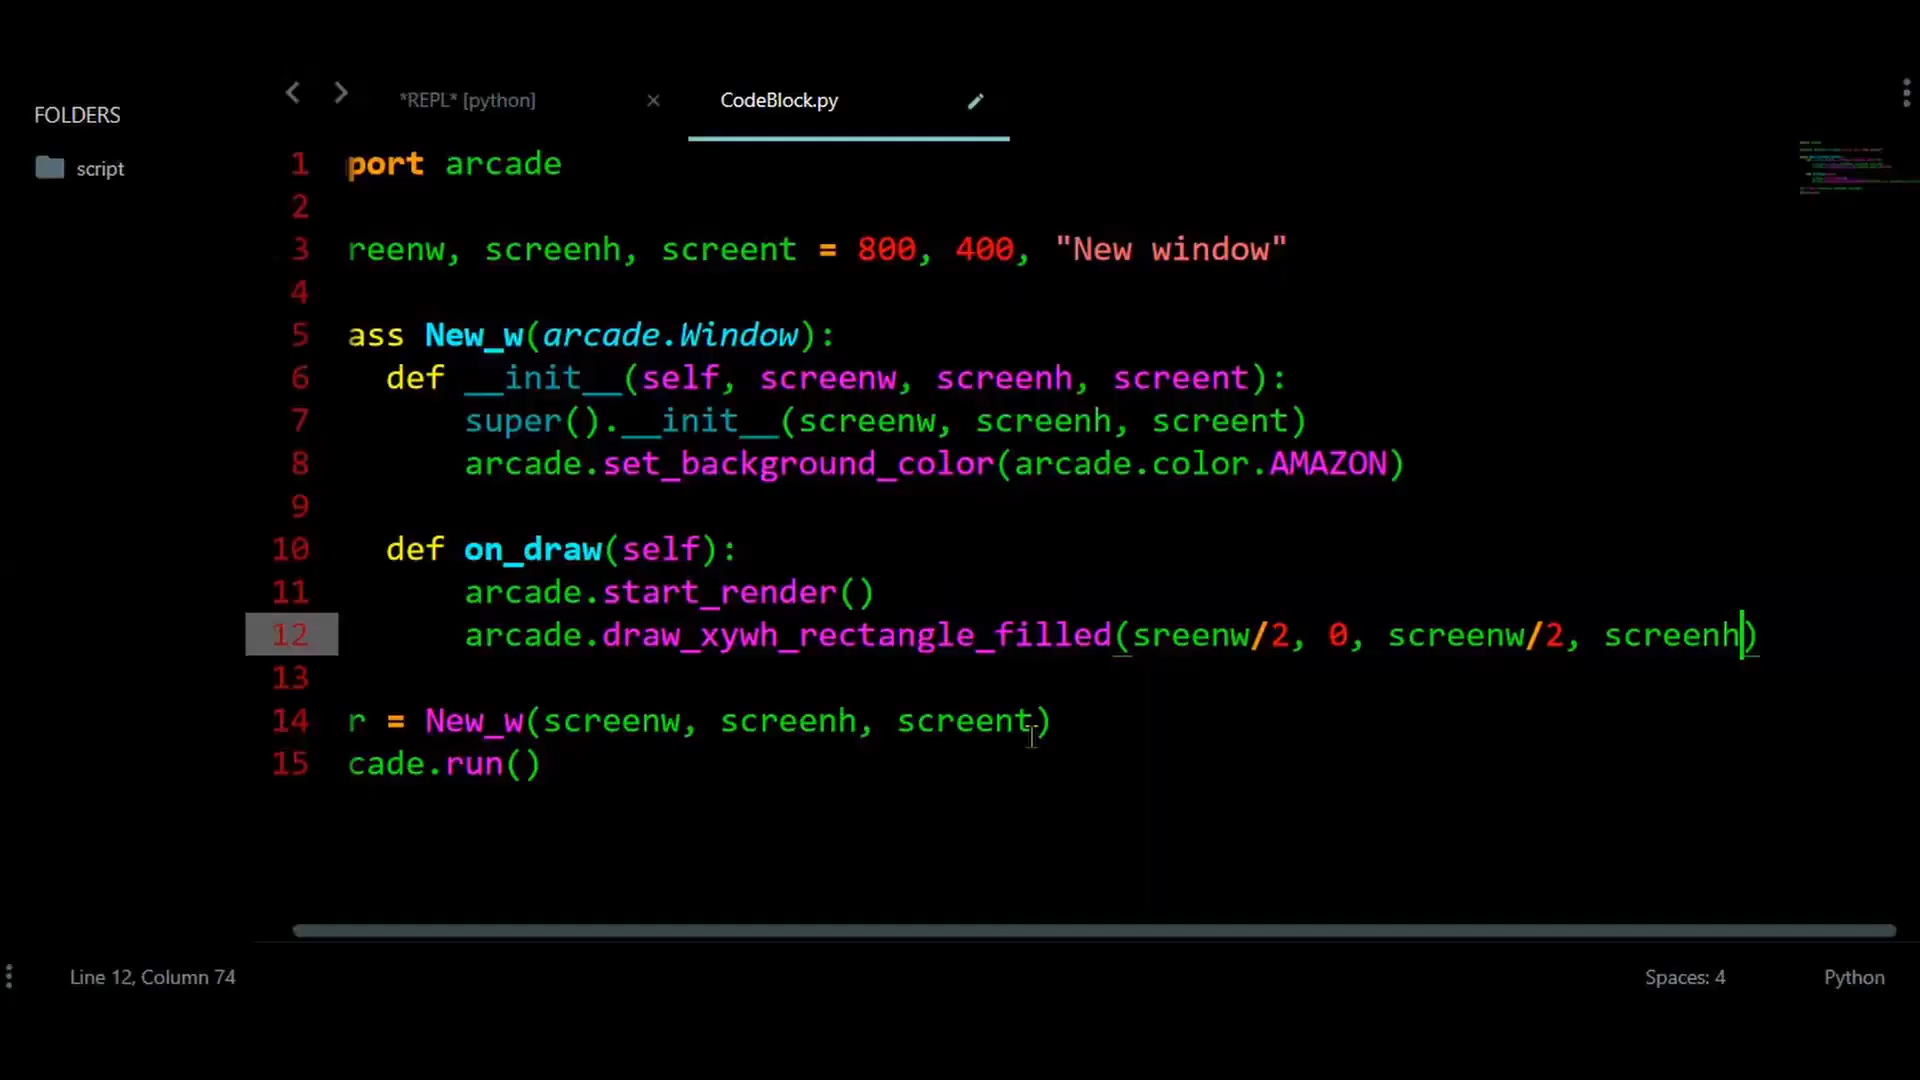 FOLDERS
script
*REPL* [python] ×
CodeBlock.py
1 port arcade
2
3 reenw, screenh, screent = 800, 400, "New window"
4
5 ass New_w(arcade.Window):
6 def __init__(self, screenw, screenh, screent):
7 super().__init__(screenw, screenh, screent)
8 arcade.set_background_color(arcade.color.AMAZON)
9
10 def on_draw(self):
11 arcade.start_render()
12 arcade.draw_xywh_rectangle_filled(sreenw/2, 0, screenw/2, screenh)
13
14 r = New_w(screenw, screenh, screent)
15 cade.run()
Line 12, Column 74
Spaces: 4
Python